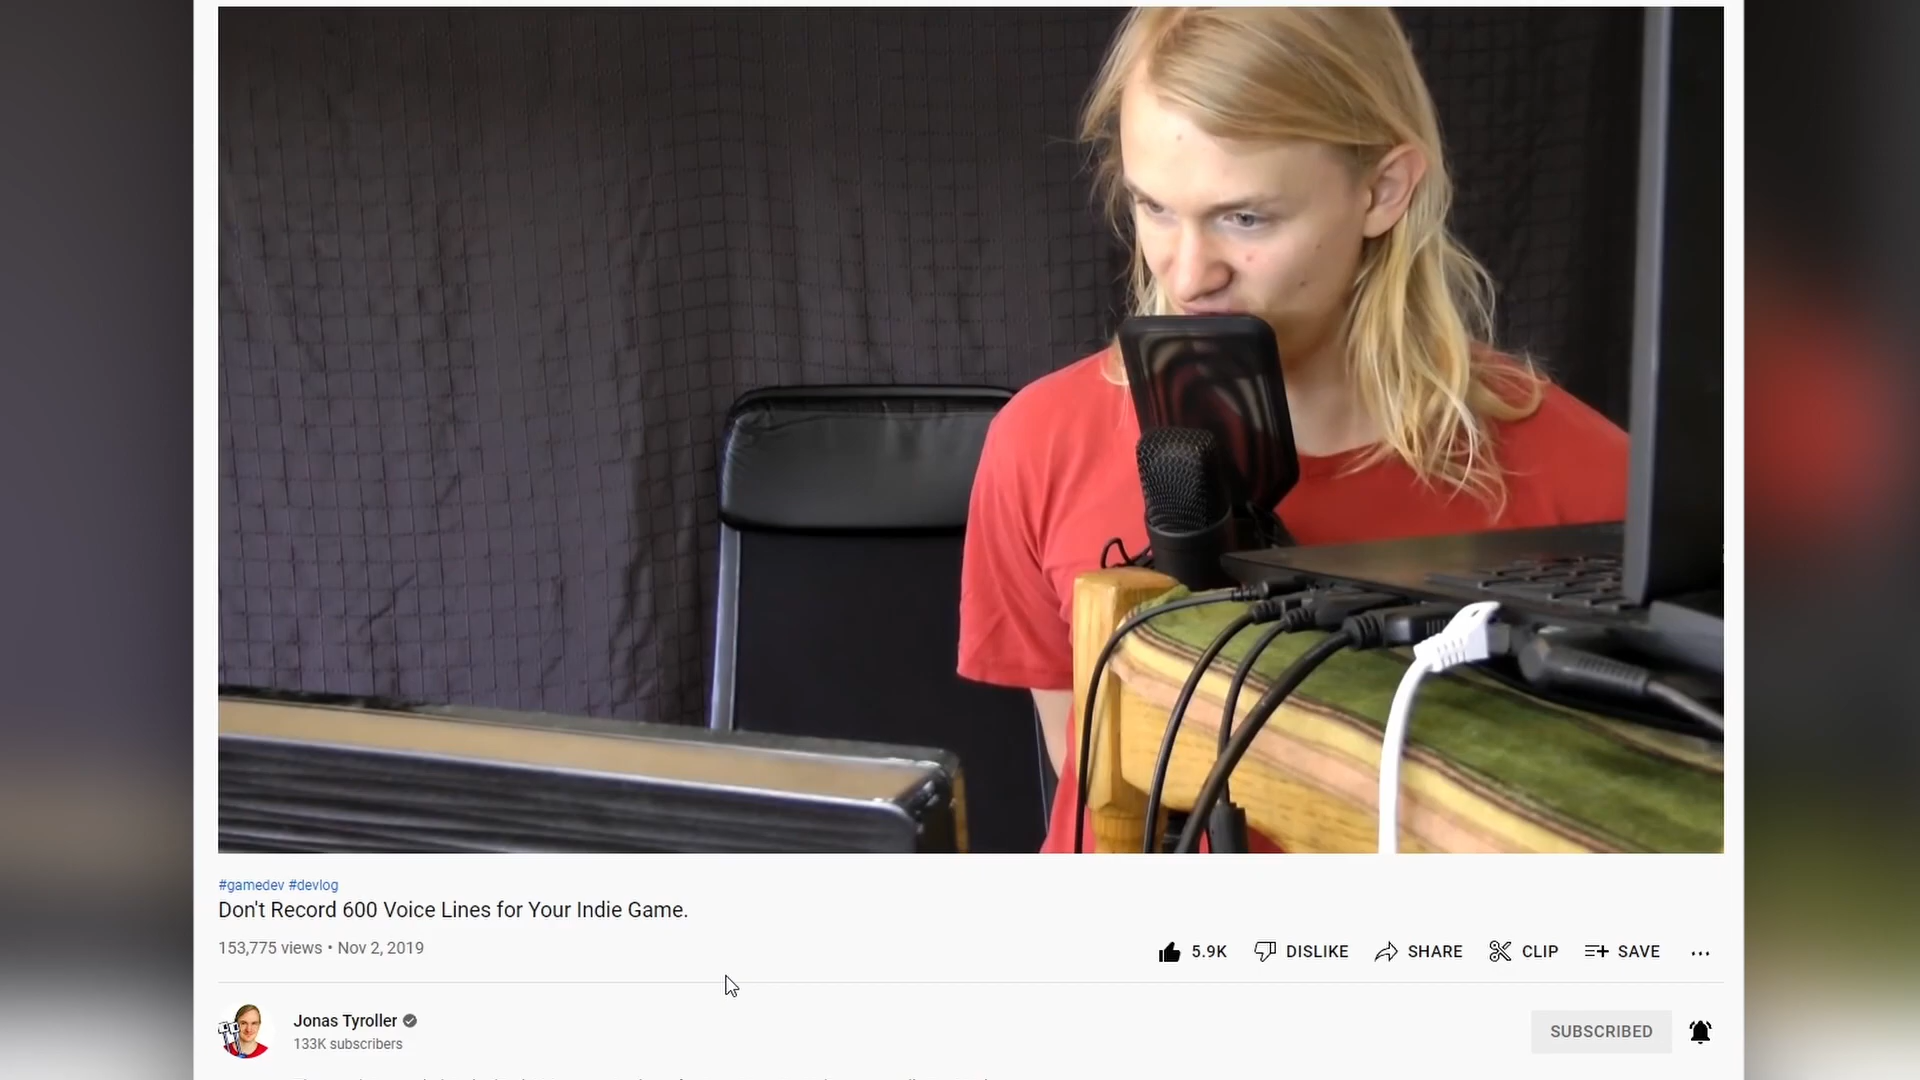 #gamedev #devlog
Don't Record 600 Voice Lines for Your Indie Game.
153,775 views • Nov 2, 2019
5.9K DISLIKE SHARE CLIP SAVE ...
Jonas Tyroller
133K subscribers
SUBSCRIBED